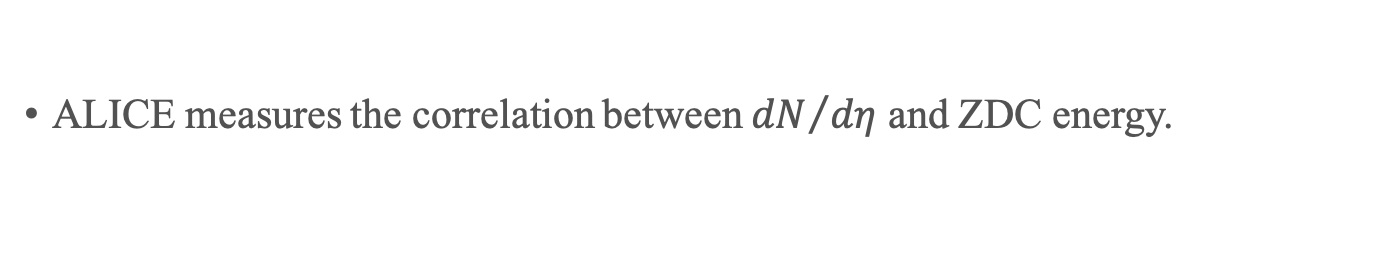 • ALICE measures the correlation between dN/dη and ZDC energy.